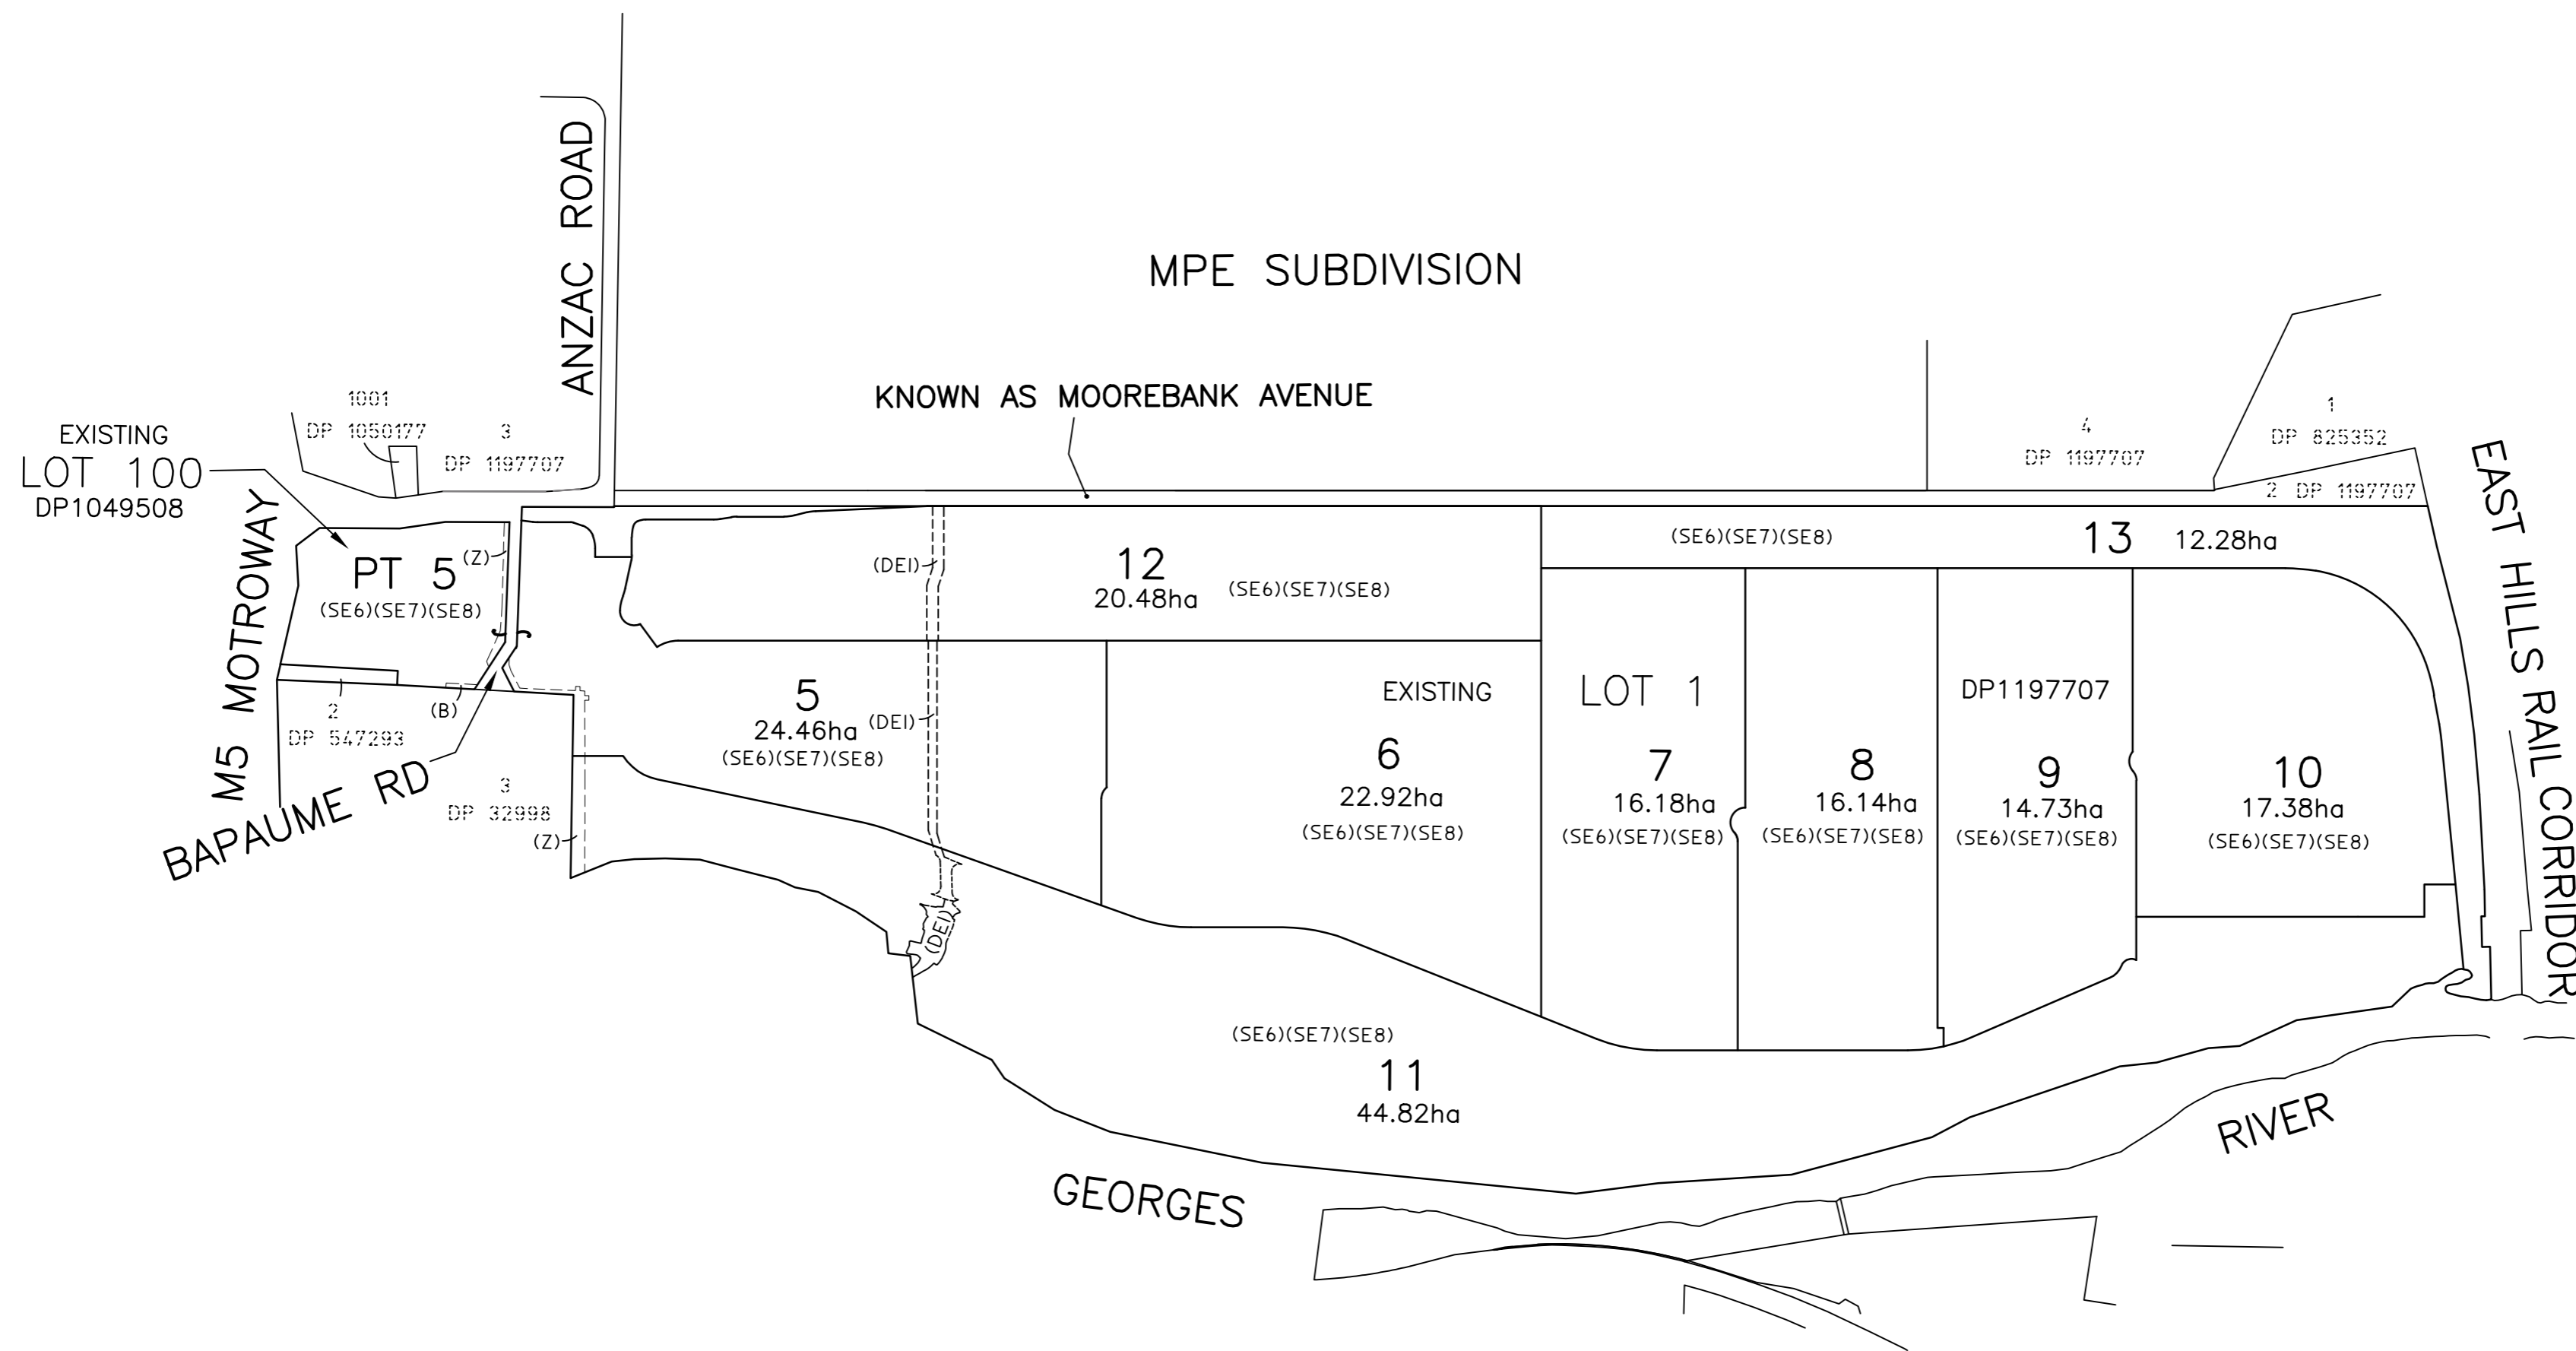 ANZAC ROAD
MPE SUBDIVISION
KNOWN AS MOOREBANK AVENUE
1001
DP 1050177
3
DP 1197707
EXISTING
LOT 100
DP1049508
4
DP 1197707
1
DP 825352
2 DP 1197707
EAST HILLS RAIL CORRIDOR
M5 MOTROWAY
PT 5
(Z)
(SE6)(SE7)(SE8)
(DEI)
12
20.48ha
(SE6)(SE7)(SE8)
(SE6)(SE7)(SE8)
13
12.28ha
2
DP 547293
(B)
BAPAUME RD
3
DP 32998
(Z)
5
24.46ha
(SE6)(SE7)(SE8)
(DEI)
(DEI)
EXISTING
LOT 1
DP1197707
6
22.92ha
(SE6)(SE7)(SE8)
7
16.18ha
(SE6)(SE7)(SE8)
8
16.14ha
(SE6)(SE7)(SE8)
9
14.73ha
(SE6)(SE7)(SE8)
10
17.38ha
(SE6)(SE7)(SE8)
(SE6)(SE7)(SE8)
11
44.82ha
GEORGES
RIVER